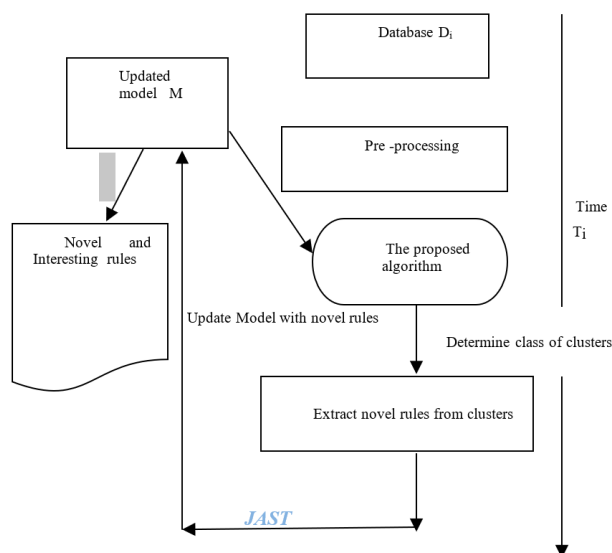 Database Di
Updated
model M
Pre -processing
Time
Ti
Novel and
Interesting rules
The proposed
algorithm
Update Model with novel rules
Determine class of clusters
Extract novel rules from clusters
JAST